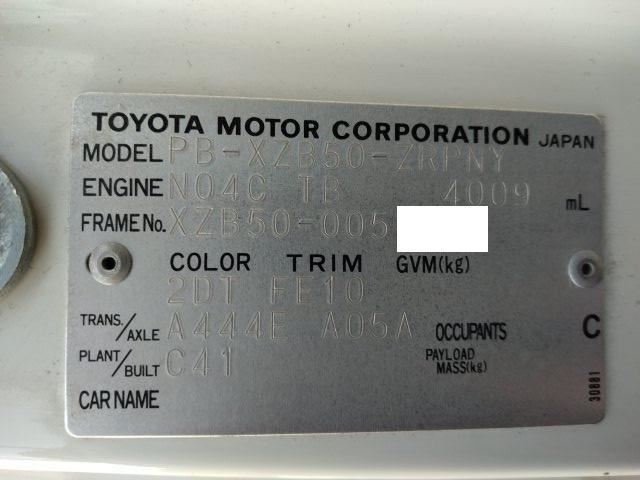 TOYOTA MOTOR CORPORATION JAPAN
MODEL PB-XZB50-ZRPNY
ENGINE N04C TB 4009 mL
FRAME No. XZB50-005
COLOR TRIM GVM(kg)
2DT FE10
TRANS./AXLE A444E A05A OCCUPANTS C
PLANT/BUILT C41 PAYLOAD MASS(kg)
CAR NAME
30881